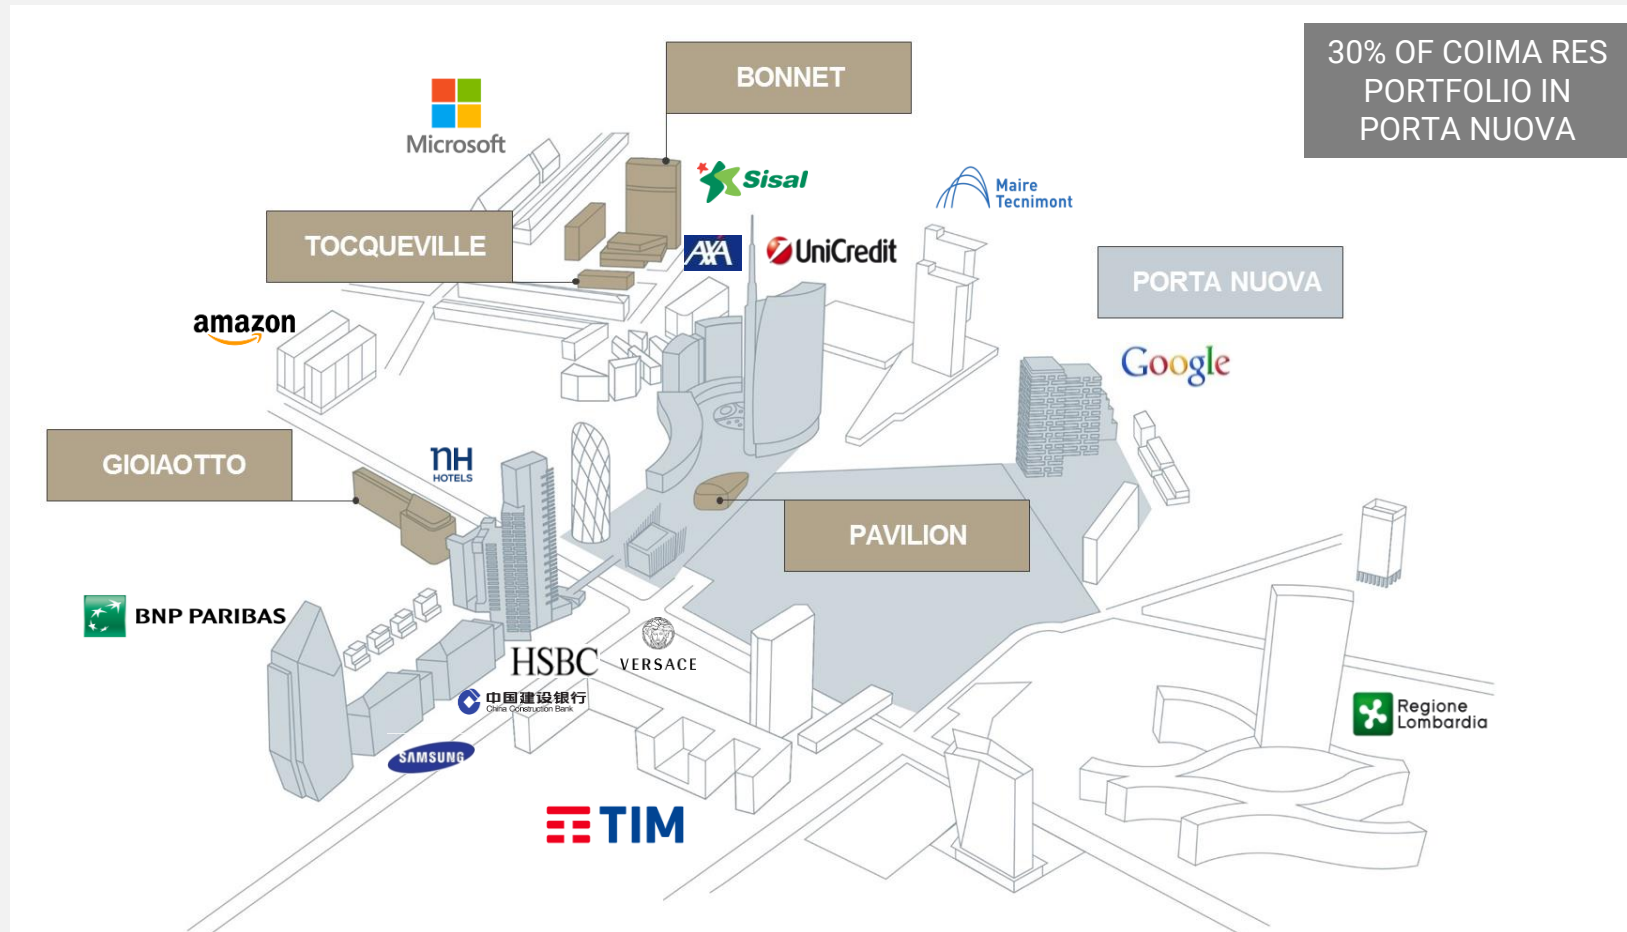 30% OF COIMA RES
PORTFOLIO IN
PORTA NUOVA
BONNET
Microsoft
Sisal
Maire
Tecnimont
TOCQUEVILLE
AXA
UniCredit
PORTA NUOVA
amazon
Google
GIOIAOTTO
nH
HOTELS
PAVILION
BNP PARIBAS
HSBC
VERSACE
中国建设银行
China Construction Bank
Regione
Lombardia
SAMSUNG
TIM